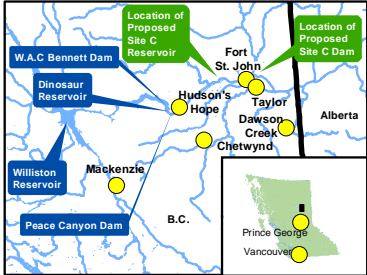 Location of
Proposed
Site C
Reservoir
Location of
Proposed
Site C Dam
Fort
St. John
W.A.C Bennett Dam
Dinosaur
Reservoir
Hudson's
Hope
Taylor
Dawson
Creek
Alberta
Chetwynd
Williston
Reservoir
Mackenzie
Peace Canyon Dam
B.C.
Prince George
Vancouver